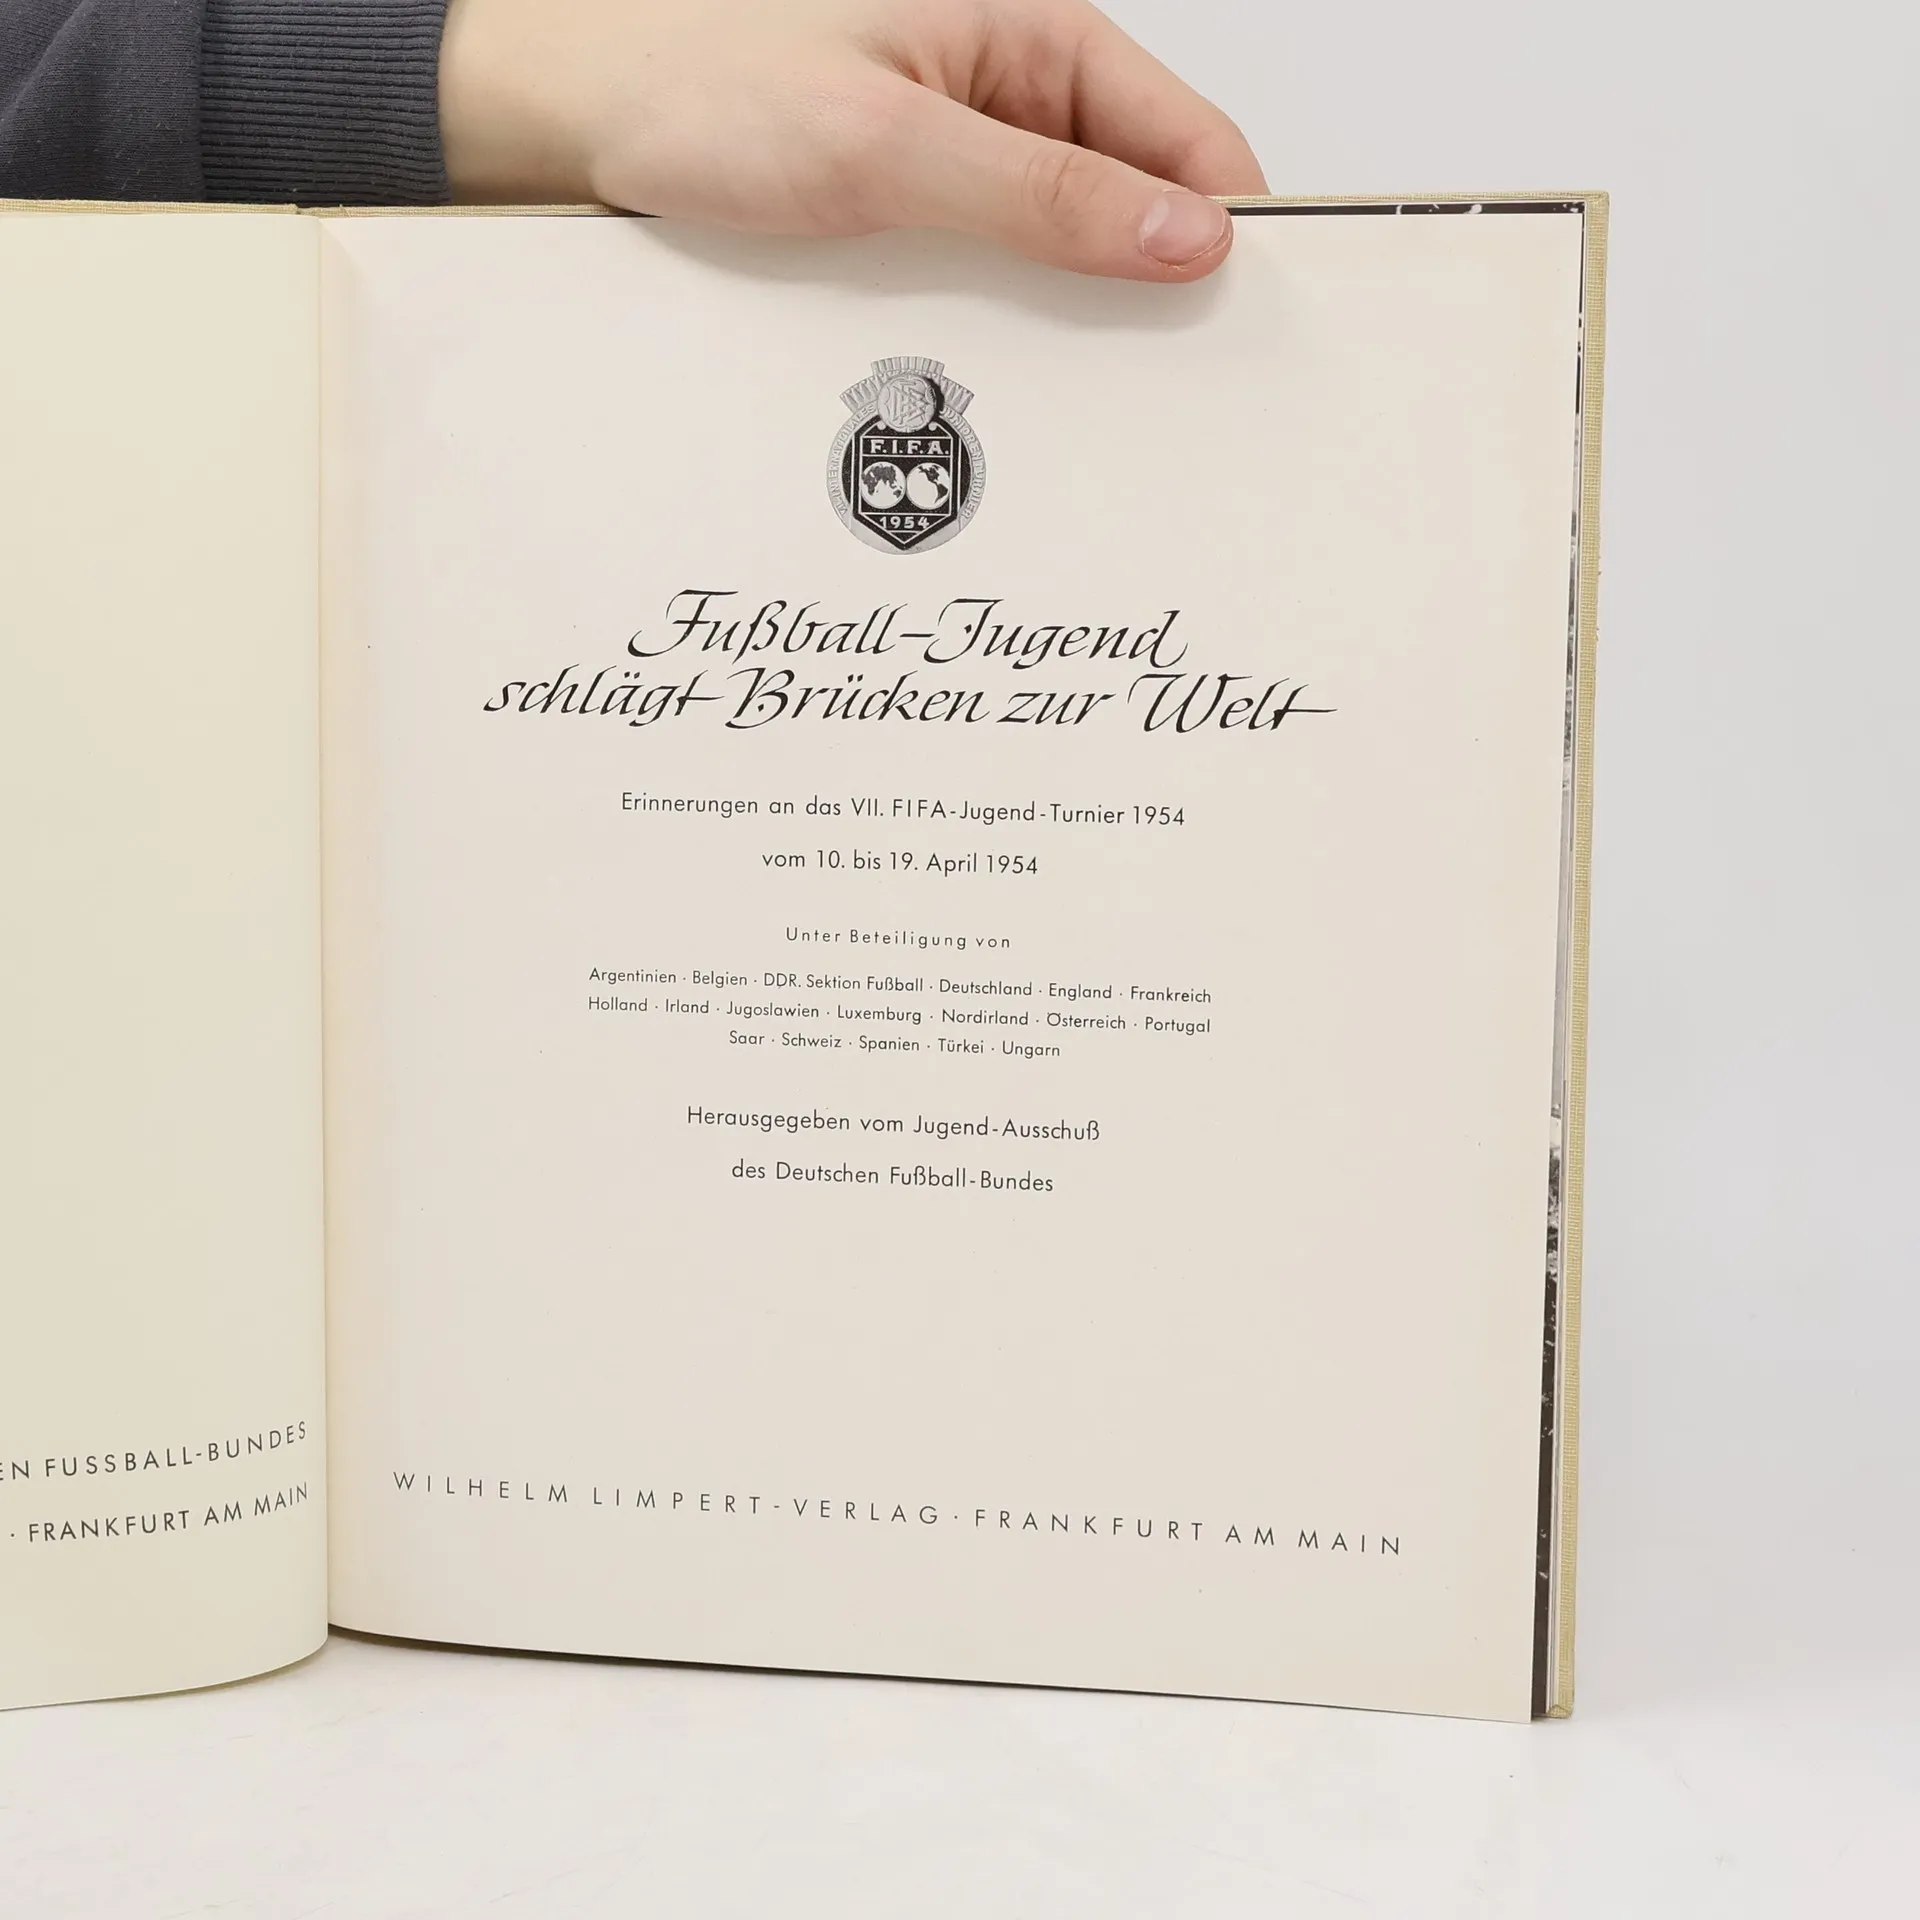 EN FUSSBALL-BUNDES
· FRANKFURT AM MAIN
F.I.F.A.
1954
Fußball-Jugend
schlägt Brücken zur Welt
Erinnerungen an das VII. FIFA-Jugend-Turnier 1954
vom 10. bis 19. April 1954
Unter Beteiligung von
Argentinien · Belgien · DDR. Sektion Fußball · Deutschland · England · Frankreich
Holland · Irland · Jugoslawien · Luxemburg · Nordirland · Österreich · Portugal
Saar · Schweiz · Spanien · Türkei · Ungarn
Herausgegeben vom Jugend-Ausschuß
des Deutschen Fußball-Bundes
WILHELM LIMPERT-VERLAG · FRANKFURT AM MAIN